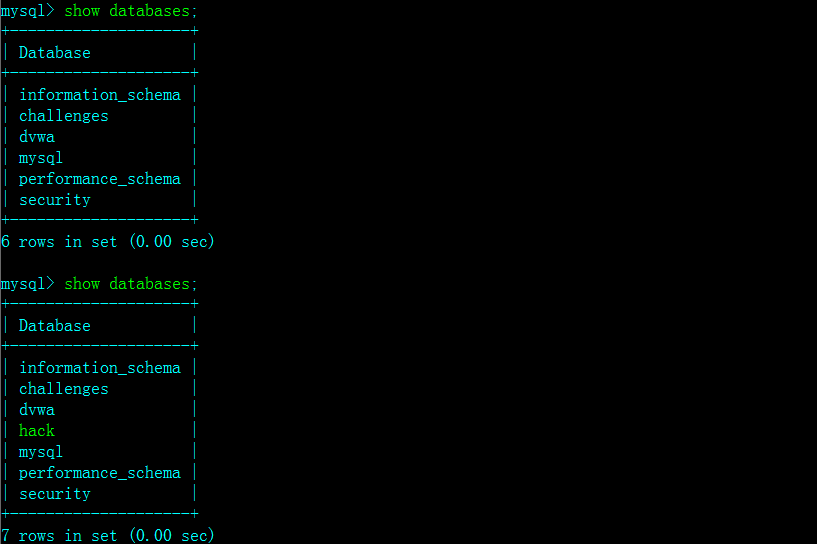 mysql> show databases;
+--------------------+
| Database           |
+--------------------+
| information_schema |
| challenges         |
| dvwa               |
| mysql              |
| performance_schema |
| security           |
+--------------------+
6 rows in set (0.00 sec)

mysql> show databases;
+--------------------+
| Database           |
+--------------------+
| information_schema |
| challenges         |
| dvwa               |
| hack               |
| mysql              |
| performance_schema |
| security           |
+--------------------+
7 rows in set (0.00 sec)